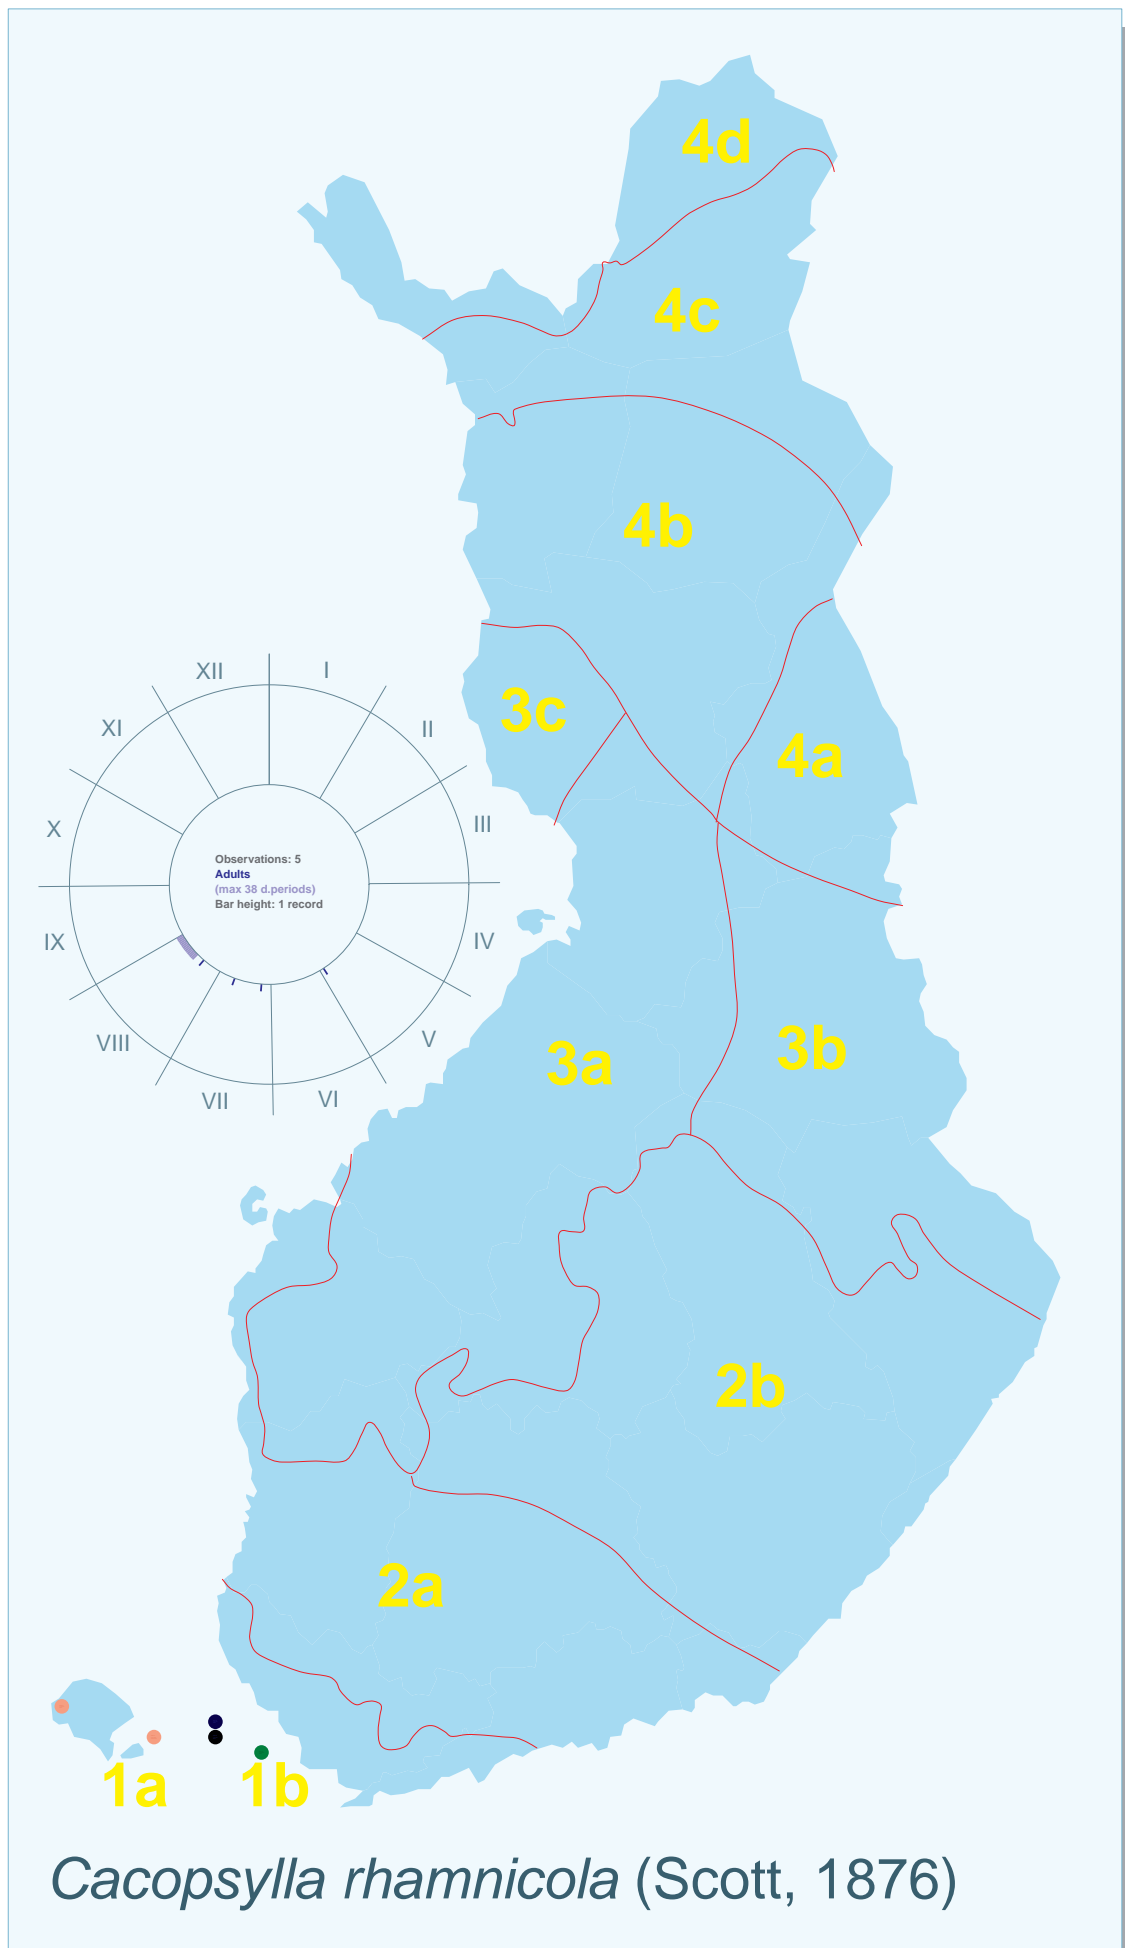 4d
4c
4b
3c
4a
XII
I
XI
II
X
III
Observations: 5
Adults
(max 38 d.periods)
Bar height: 1 record
IX
IV
VIII
V
VII
VI
3a
3b
2b
2a
1a
1b
Cacopsylla rhamnicola (Scott, 1876)